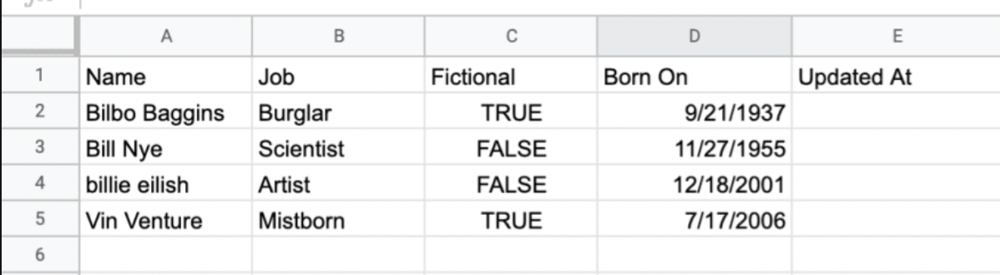 A B C D E
1 Name Job Fictional Born On Updated At
2 Bilbo Baggins Burglar TRUE 9/21/1937
3 Bill Nye Scientist FALSE 11/27/1955
4 billie eilish Artist FALSE 12/18/2001
5 Vin Venture Mistborn TRUE 7/17/2006
6